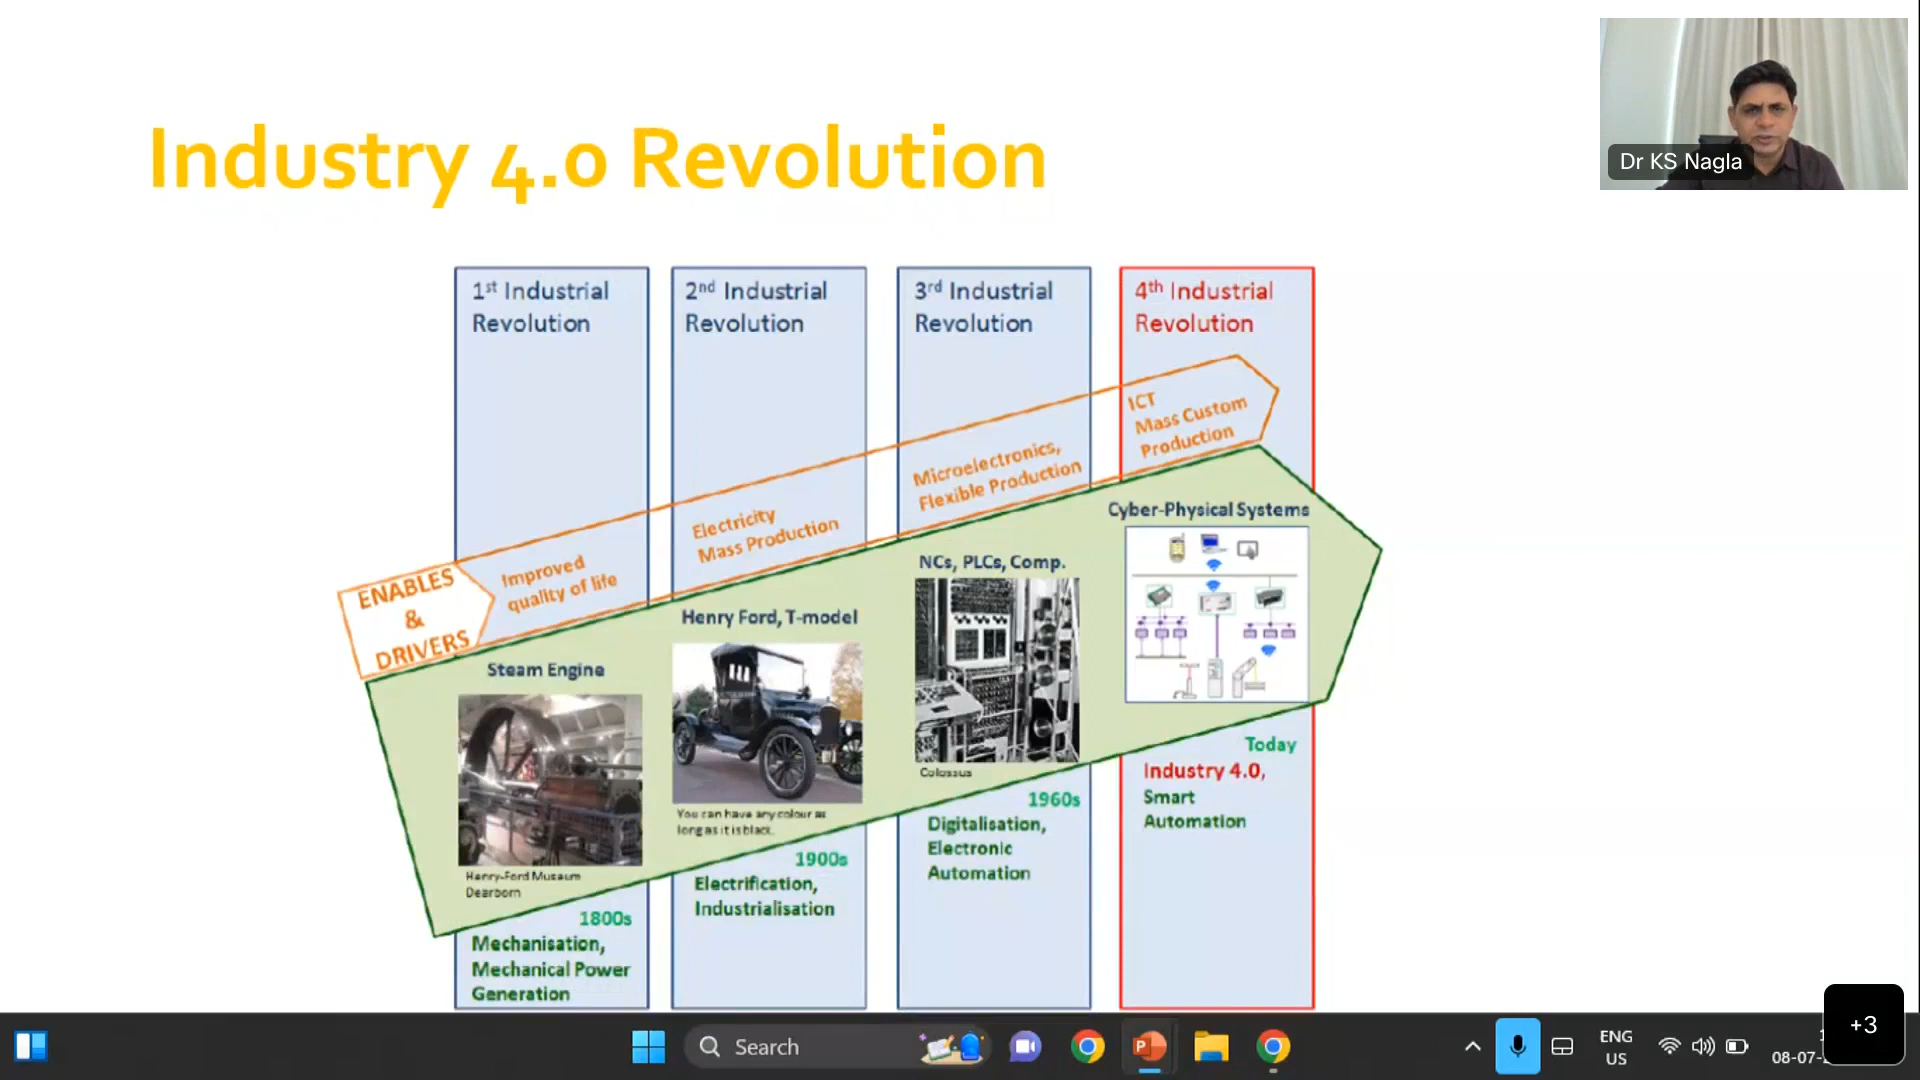 Industry 4.0 Revolution
Dr KS Nagla
1st Industrial
Revolution
2nd Industrial
Revolution
3rd Industrial
Revolution
4th Industrial
Revolution
ENABLES
&
DRIVERS
Improved
quality of life
Electricity
Mass Production
Microelectronics,
Flexible Production
ICT
Mass Custom
Production
Steam Engine
Henry Ford, T-model
NCs, PLCs, Comp.
Cyber-Physical Systems
Henry-Ford Museum
Dearborn
You can have any colour as
long as it is black.
Colossus
1800s
Mechanisation,
Mechanical Power
Generation
1900s
Electrification,
Industrialisation
1960s
Digitalisation,
Electronic
Automation
Today
Industry 4.0,
Smart
Automation
Search
ENG
US
08-07-
+3